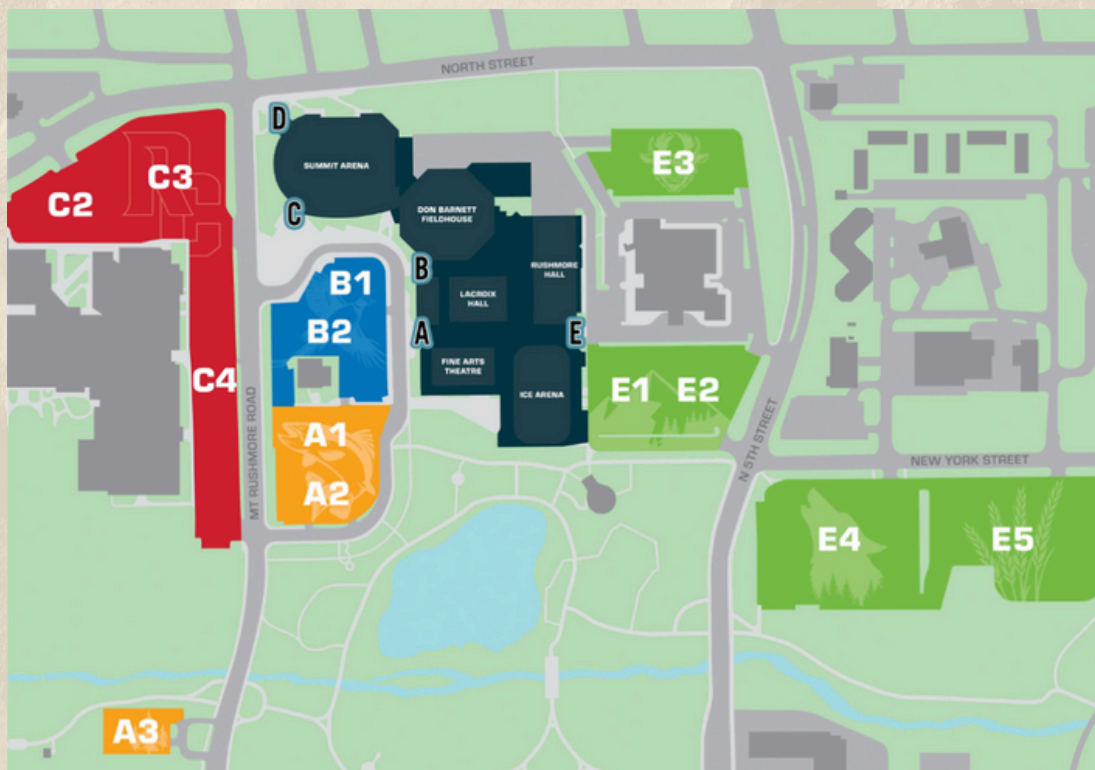 NORTH STREET
D
SUMMIT ARENA
C3
E3
C2
RC
C
DON BARNETT
FIELDHOUSE
B
RUSHMORE
HALL
B1
LACROIX
HALL
B2
A
E
FINE ARTS
THEATRE
C4
ICE ARENA
E1
E2
MT RUSHMORE ROAD
A1
N 5TH STREET
NEW YORK STREET
A2
E4
E5
A3